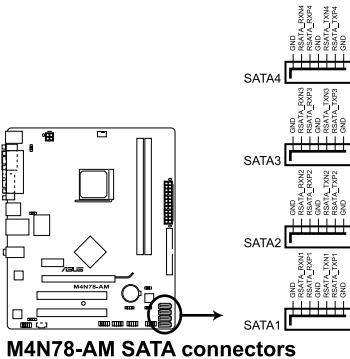 GND
RSATA_RXN4
RSATA_RXP4
GND
RSATA_TXN4
RSATA_TXP4
GND
SATA4
GND
RSATA_RXN3
RSATA_RXP3
GND
RSATA_TXN3
RSATA_TXP3
GND
SATA3
GND
RSATA_RXN2
RSATA_RXP2
GND
RSATA_TXN2
RSATA_TXP2
GND
SATA2
GND
RSATA_RXN1
RSATA_RXP1
GND
RSATA_TXN1
RSATA_TXP1
GND
SATA1
ASUS
M4N78-AM
M4N78-AM SATA connectors